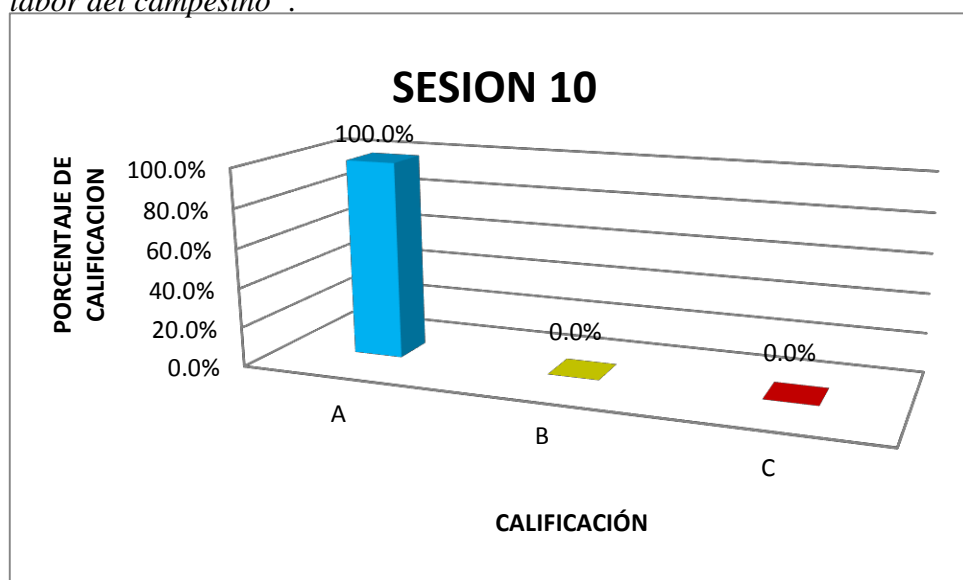 labor del campesino".
SESION 10
100.0%
PORCENTAJE DE
CALIFICACION
100.0%
80.0%
60.0%
40.0%
20.0%
0.0%
0.0%
0.0%
A
B
C
CALIFICACIÓN